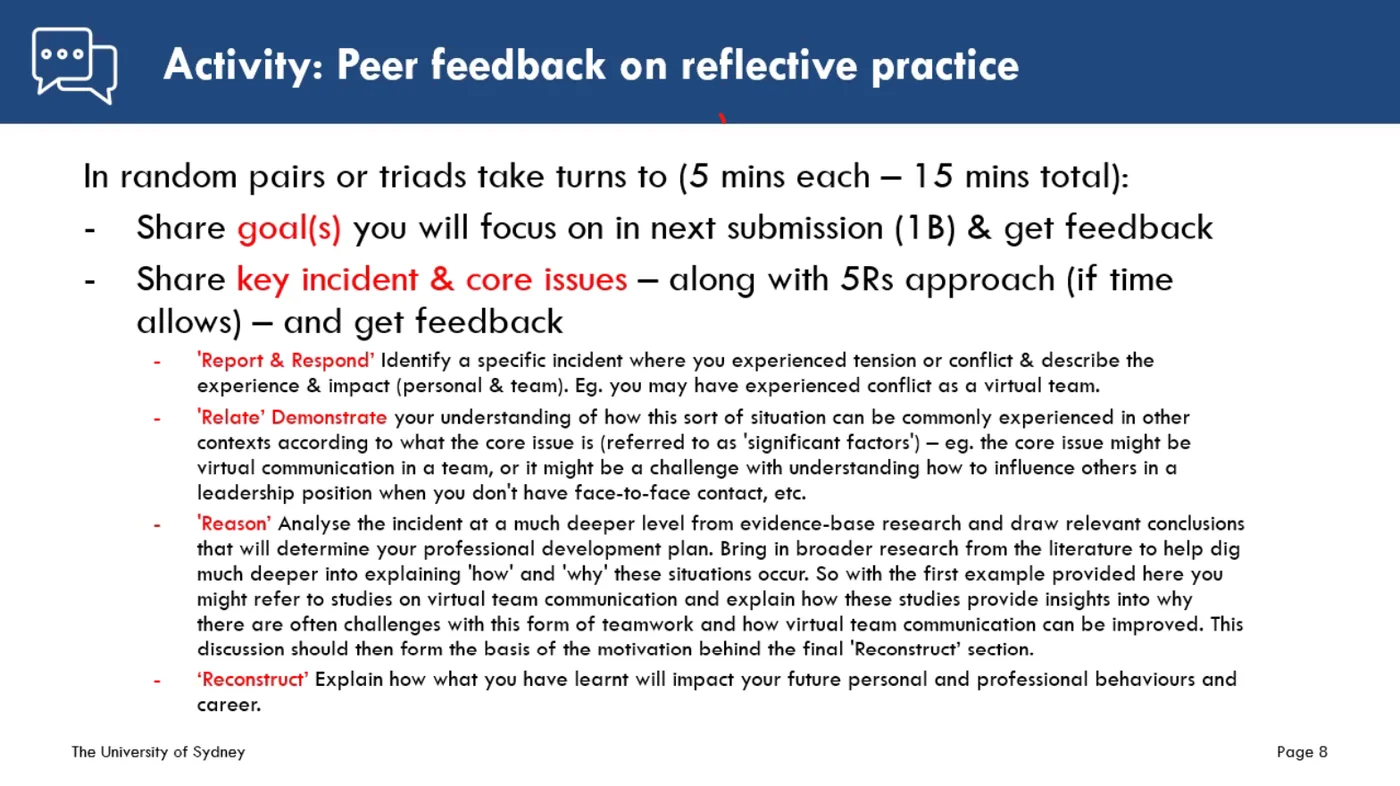 Activity: Peer feedback on reflective practice
In random pairs or triads take turns to (5 mins each – 15 mins total):
- Share goal(s) you will focus on in next submission (1B) & get feedback
- Share key incident & core issues – along with 5Rs approach (if time
allows) – and get feedback
- 'Report & Respond’ Identify a specific incident where you experienced tension or conflict & describe the
experience & impact (personal & team). Eg. you may have experienced conflict as a virtual team.
- 'Relate’ Demonstrate your understanding of how this sort of situation can be commonly experienced in other
contexts according to what the core issue is (referred to as 'significant factors') – eg. the core issue might be
virtual communication in a team, or it might be a challenge with understanding how to influence others in a
leadership position when you don't have face-to-face contact, etc.
- 'Reason’ Analyse the incident at a much deeper level from evidence-base research and draw relevant conclusions
that will determine your professional development plan. Bring in broader research from the literature to help dig
much deeper into explaining 'how' and 'why' these situations occur. So with the first example provided here you
might refer to studies on virtual team communication and explain how these studies provide insights into why
there are often challenges with this form of teamwork and how virtual team communication can be improved. This
discussion should then form the basis of the motivation behind the final 'Reconstruct’ section.
- ‘Reconstruct’ Explain how what you have learnt will impact your future personal and professional behaviours and
career.
The University of Sydney
Page 8